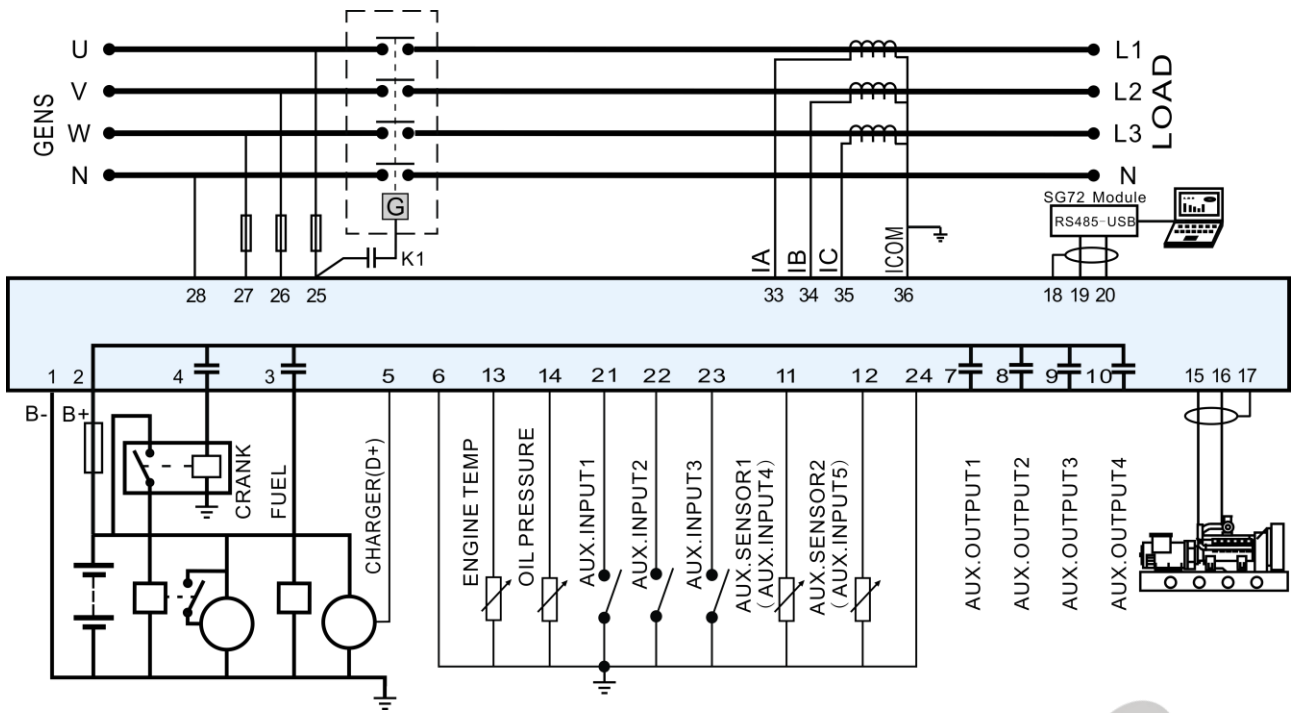 GENS
U
V
W
N
G
K1
L1
L2
L3
N
LOAD
SG72 Module
RS485-USB
IA
IB
IC
ICOM
28 27 26 25 33 34 35 36 18 19 20
1 2 4 3 5 6 13 14 21 22 23 11 12 24 7 8 9 10 15 16 17
B- B+
CRANK
FUEL
CHARGER(D+)
ENGINE TEMP
OIL PRESSURE
AUX.INPUT1
AUX.INPUT2
AUX.INPUT3
AUX.SENSOR1
(AUX.INPUT4)
AUX.SENSOR2
(AUX.INPUT5)
AUX.OUTPUT1
AUX.OUTPUT2
AUX.OUTPUT3
AUX.OUTPUT4